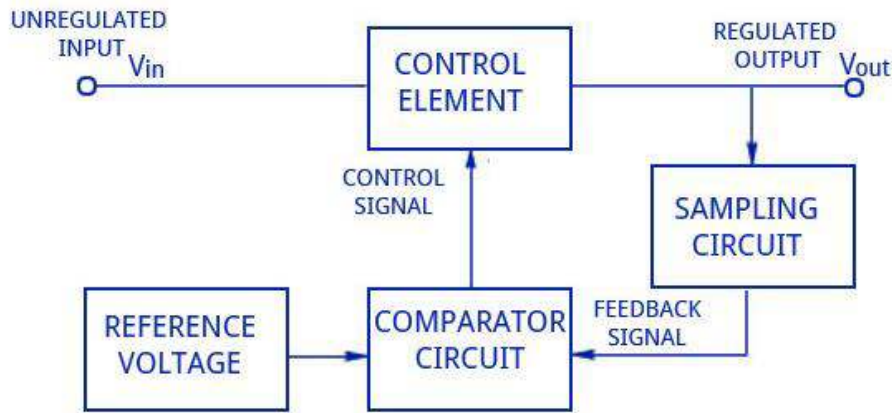 UNREGULATED
INPUT
Vin
CONTROL
ELEMENT
REGULATED
OUTPUT
Vout
CONTROL
SIGNAL
SAMPLING
CIRCUIT
REFERENCE
VOLTAGE
COMPARATOR
CIRCUIT
FEEDBACK
SIGNAL